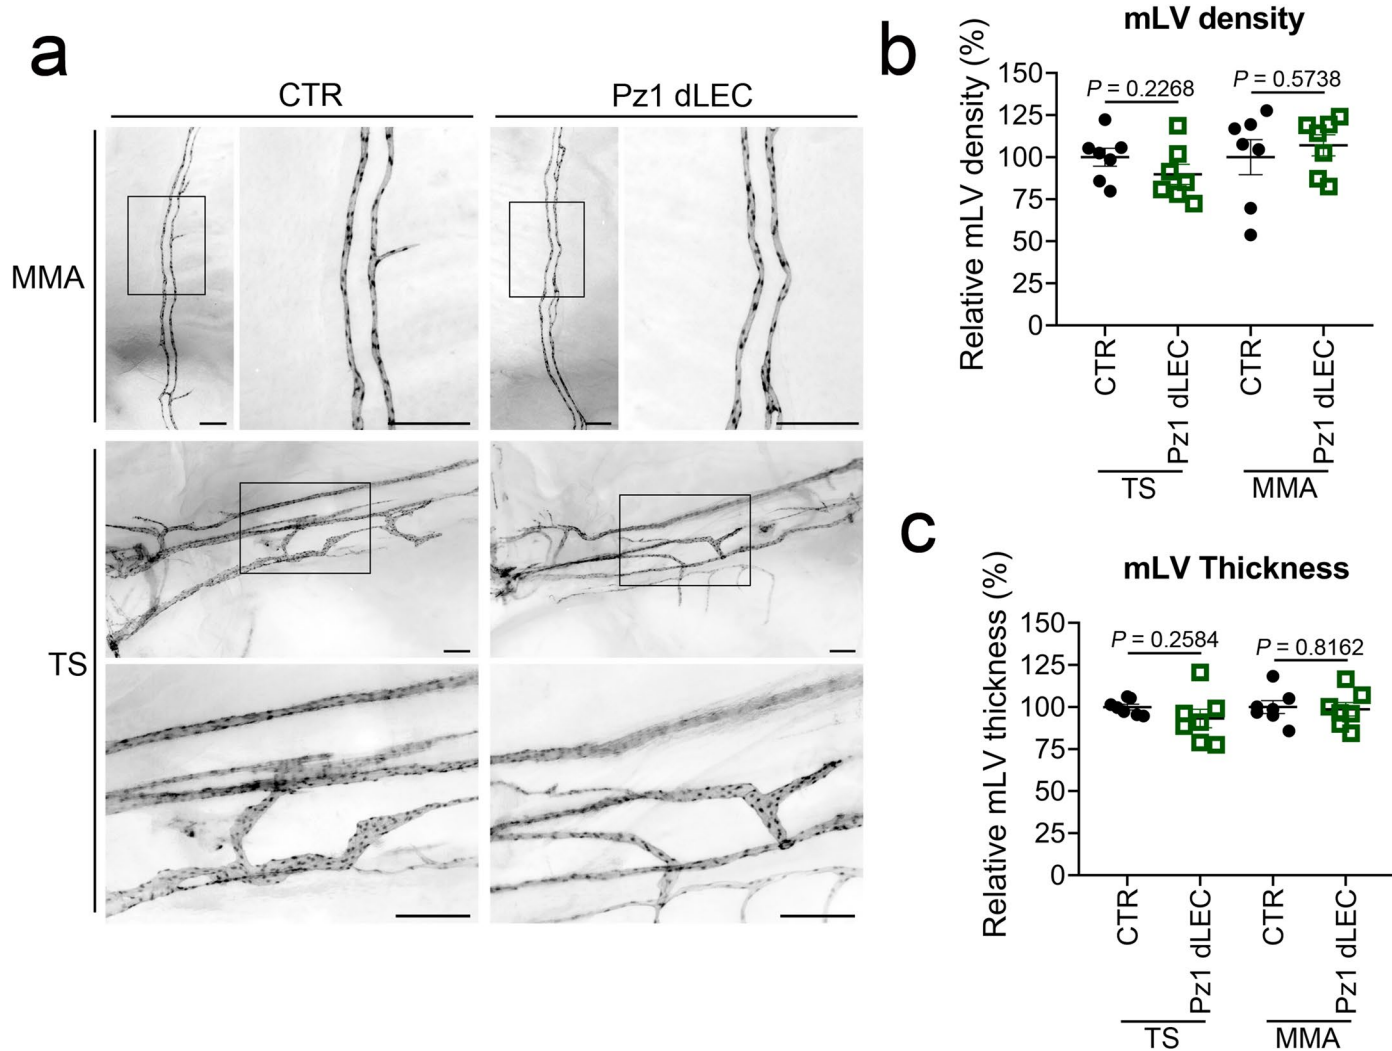 a
CTR
Pz1 dLEC
MMA
TS
b
mLV density
Relative mLV density (%)
150
125
100
75
50
25
0
P = 0.2268
P = 0.5738
CTR
Pz1 dLEC
CTR
Pz1 dLEC
TS
MMA
c
mLV Thickness
Relative mLV thickness (%)
150
125
100
75
50
25
0
P = 0.2584
P = 0.8162
CTR
Pz1 dLEC
CTR
Pz1 dLEC
TS
MMA